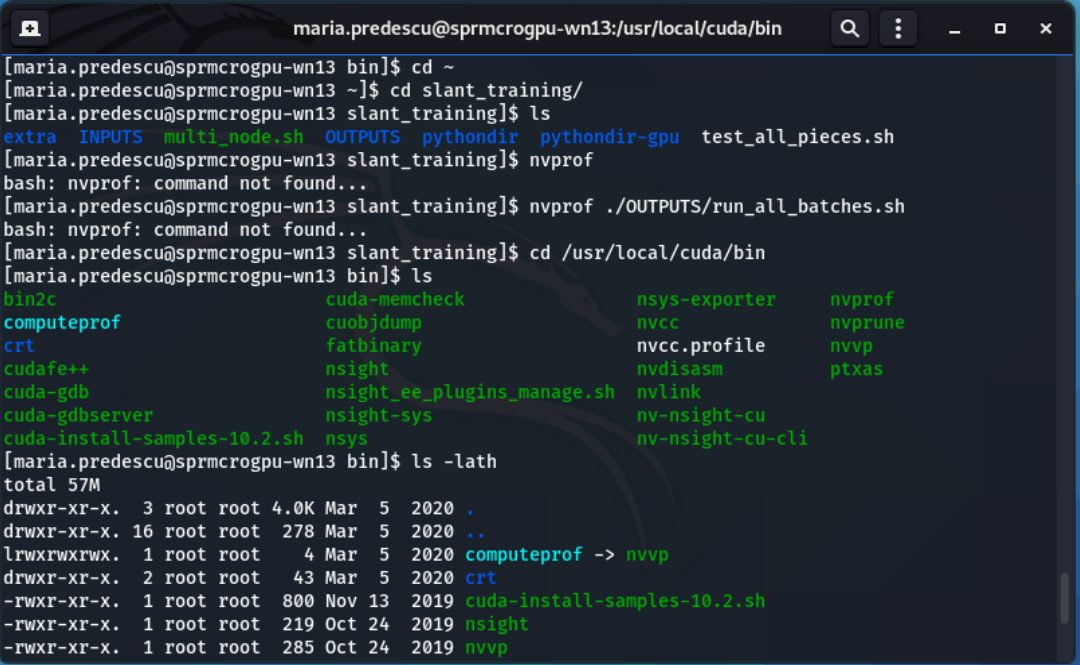 maria.predescu@sprmcrogpu-wn13:/usr/local/cuda/bin
[maria.predescu@sprmcrogpu-wn13 bin]$ cd ~
[maria.predescu@sprmcrogpu-wn13 ~]$ cd slant_training/
[maria.predescu@sprmcrogpu-wn13 slant_training]$ ls
extra  INPUTS  multi_node.sh  OUTPUTS  pythondir  pythondir-gpu  test_all_pieces.sh
[maria.predescu@sprmcrogpu-wn13 slant_training]$ nvprof
bash: nvprof: command not found...
[maria.predescu@sprmcrogpu-wn13 slant_training]$ nvprof ./OUTPUTS/run_all_batches.sh
bash: nvprof: command not found...
[maria.predescu@sprmcrogpu-wn13 slant_training]$ cd /usr/local/cuda/bin
[maria.predescu@sprmcrogpu-wn13 bin]$ ls
bin2c                         cuda-memcheck                nsys-exporter     nvprof
computeprof                   cuobjdump                    nvcc              nvprune
crt                           fatbinary                    nvcc.profile      nvvp
cudafe++                      nsight                       nvdisasm          ptxas
cuda-gdb                      nsight_ee_plugins_manage.sh  nvlink
cuda-gdbserver                nsight-sys                   nv-nsight-cu
cuda-install-samples-10.2.sh  nsys                         nv-nsight-cu-cli
[maria.predescu@sprmcrogpu-wn13 bin]$ ls -lath
total 57M
drwxr-xr-x.  3 root root 4.0K Mar  5  2020 .
drwxr-xr-x. 16 root root  278 Mar  5  2020 ..
lrwxrwxrwx.  1 root root    4 Mar  5  2020 computeprof -> nvvp
drwxr-xr-x.  2 root root   43 Mar  5  2020 crt
-rwxr-xr-x.  1 root root  800 Nov 13  2019 cuda-install-samples-10.2.sh
-rwxr-xr-x.  1 root root  219 Oct 24  2019 nsight
-rwxr-xr-x.  1 root root  285 Oct 24  2019 nvvp